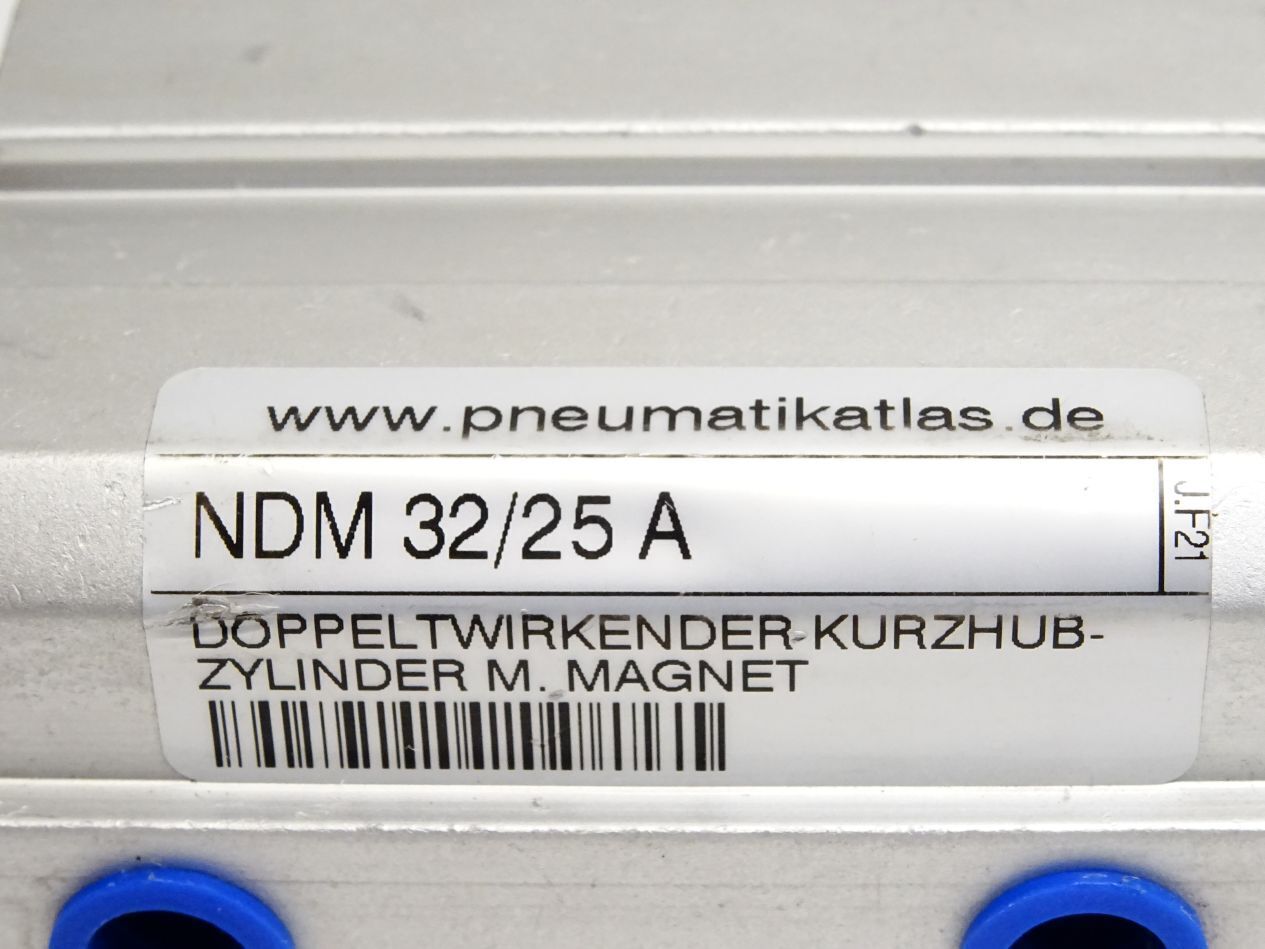 www.pneumatikatlas.de
NDM 32/25 A
J.F21
DOPPELTWIRKENDER-KURZHUB-
ZYLINDER M. MAGNET